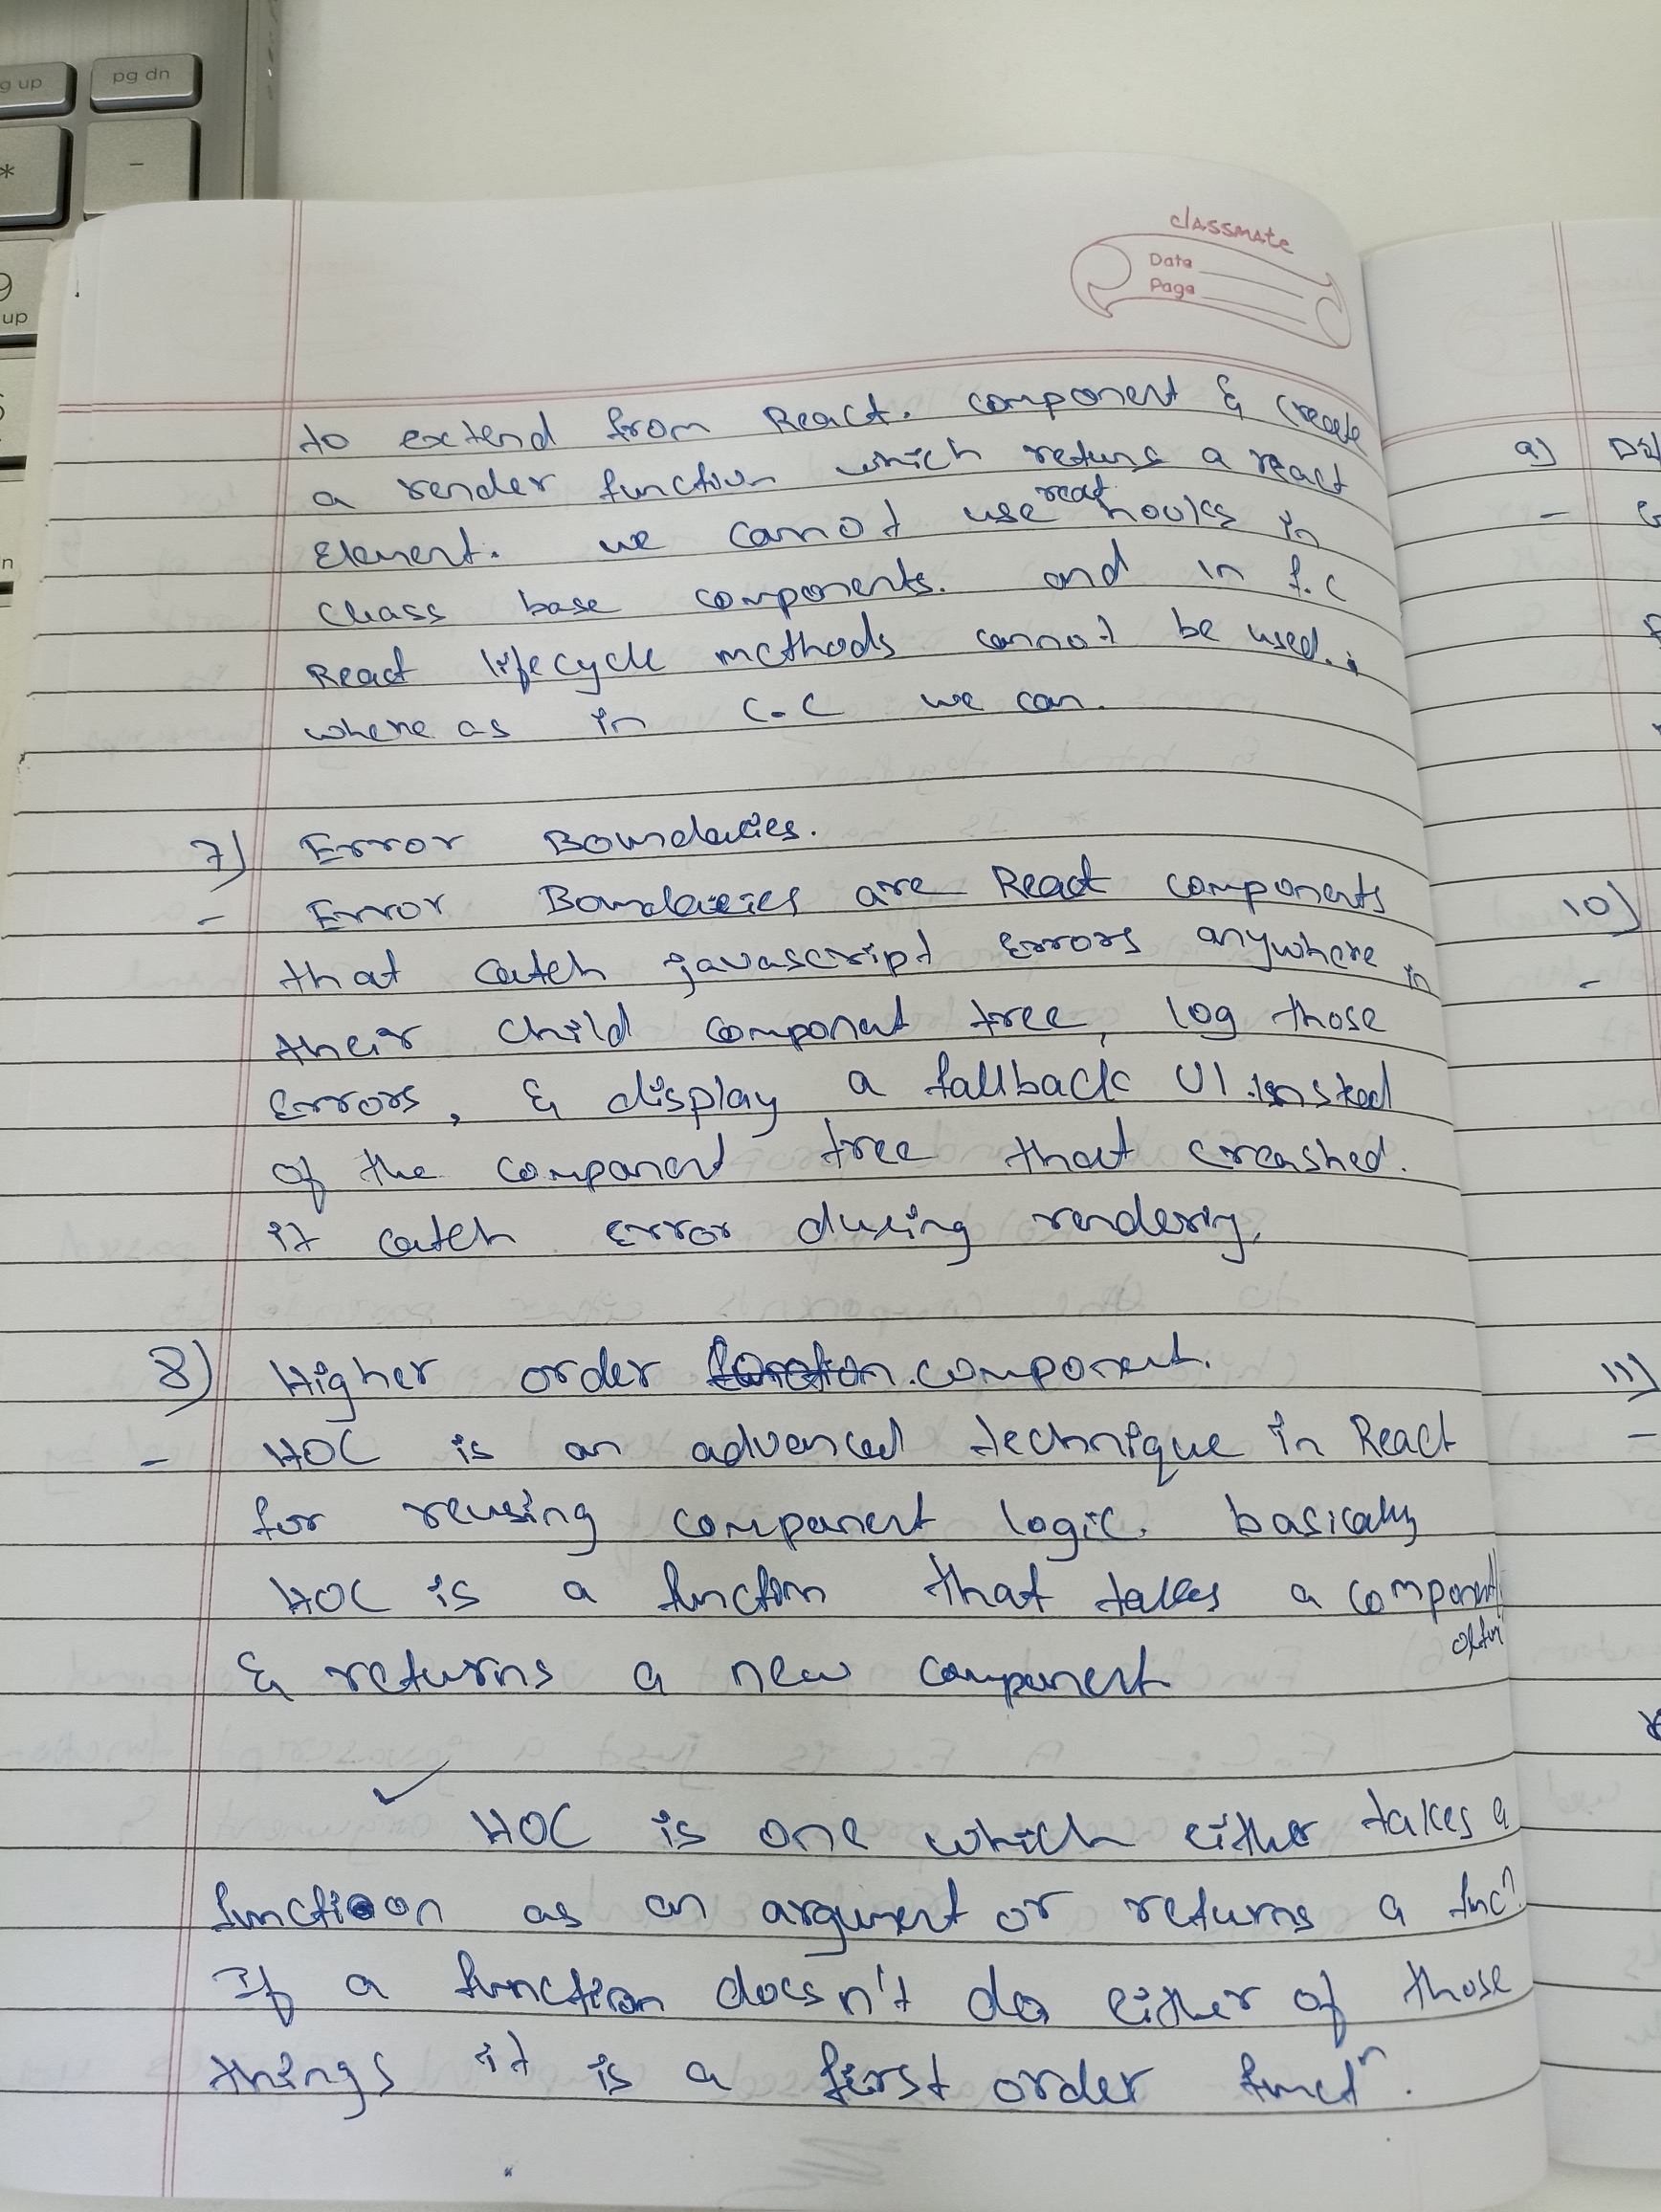 g up
pg dn
*
-
9
up
n
classmate
Date
Page
to extend from React. component & create
a render function which returns a react
Element. we cannot use react hooks in
Class base components. and in f.c
React lifecycle methods cannot be used.
where as in C.C we can.
7) Error Boundaries.
- Error Boundaries are React components
that catch javascript errors anywhere in
their child component tree, log those
errors, & display a fallback UI insted
of the component tree that creashed.
it catch error during rendering.
8) Higher order function component.
- HOC is an advanced technique in React
for reusing component logic. basically
HOC is a function that takes a component
& returns a new component
✓ HOC is one which either takes a
function as an argument or returns a func?
If a function doesn't do either of those
things it is a first order functn.
9)
-
10)
-
11)
-